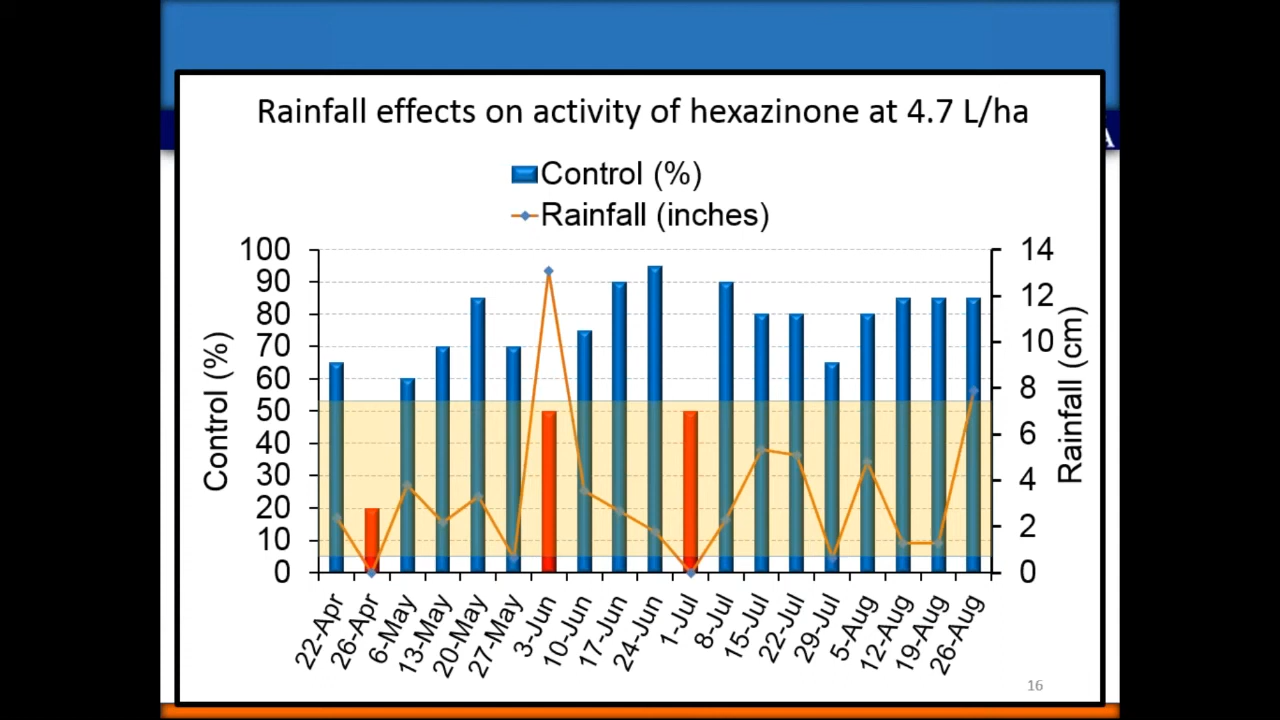 A
Rainfall effects on activity of hexazinone at 4.7 L/ha
Control (%)
Rainfall (inches)
100
90
80
70
60
50
40
30
20
10
0
Control (%)
14
12
10
8
6
4
2
0
Rainfall (cm)
22-Apr
26-Apr
6-May
13-May
20-May
27-May
3-Jun
10-Jun
17-Jun
24-Jun
1-Jul
8-Jul
15-Jul
22-Jul
29-Jul
5-Aug
12-Aug
19-Aug
26-Aug
16